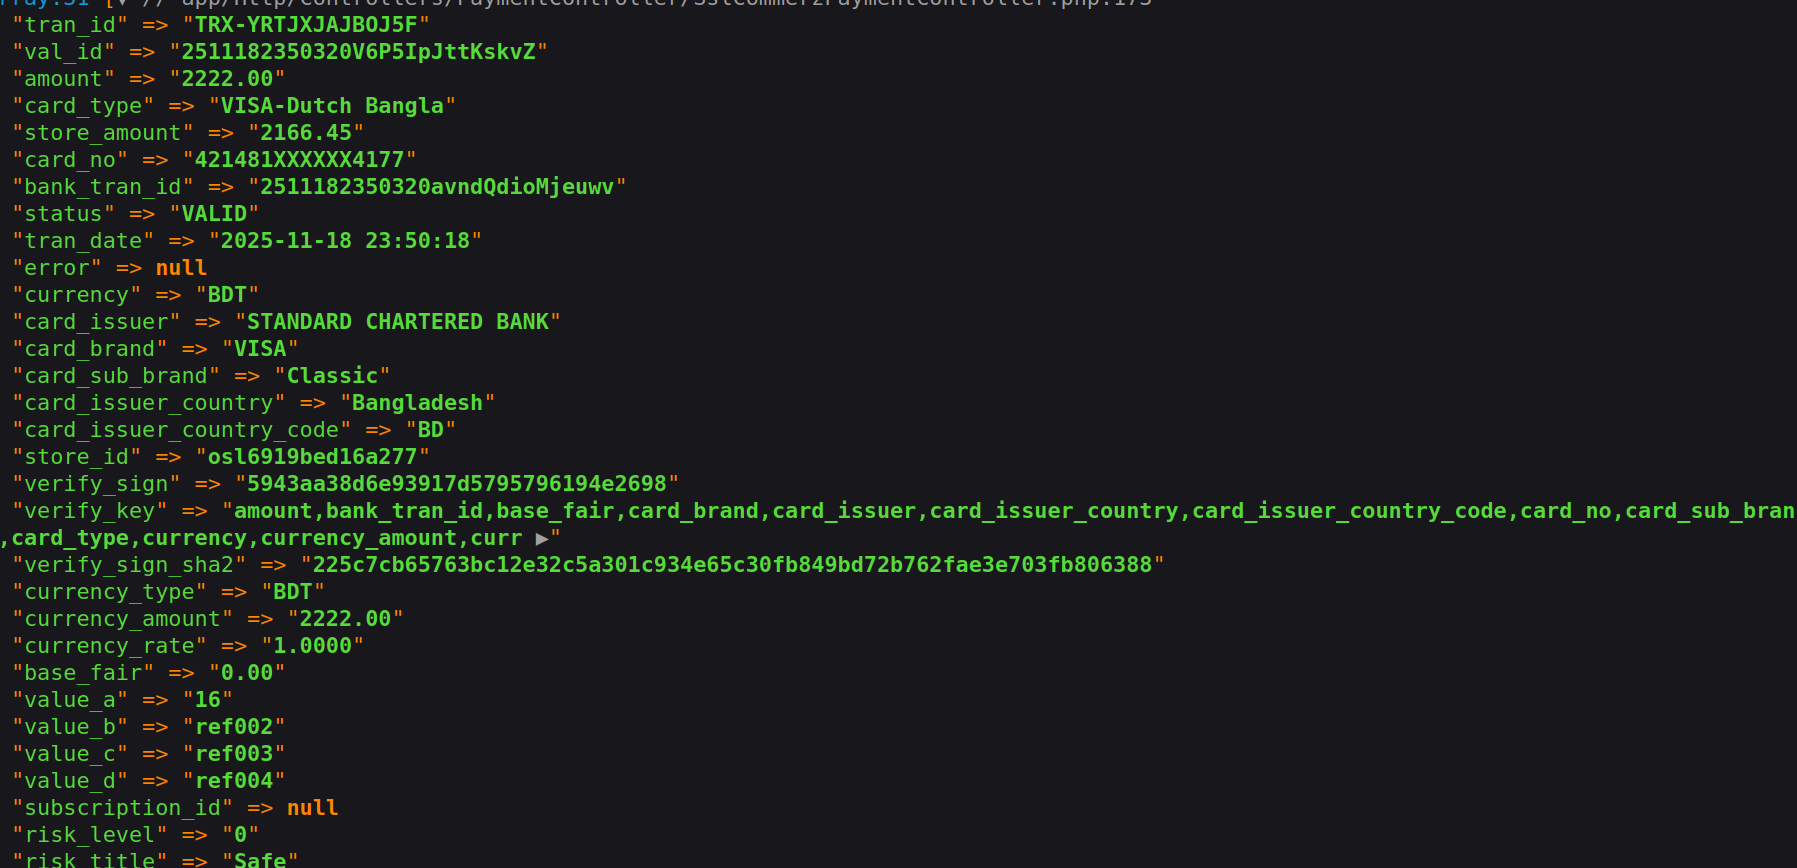 "tran_id" => "TRX-YRTJXJAJBOJ5F"
"val_id" => "2511182350320V6P5IpJttKskvZ"
"amount" => "2222.00"
"card_type" => "VISA-Dutch Bangla"
"store_amount" => "2166.45"
"card_no" => "421481XXXXXX4177"
"bank_tran_id" => "2511182350320avndQdioMjeuwv"
"status" => "VALID"
"tran_date" => "2025-11-18 23:50:18"
"error" => null
"currency" => "BDT"
"card_issuer" => "STANDARD CHARTERED BANK"
"card_brand" => "VISA"
"card_sub_brand" => "Classic"
"card_issuer_country" => "Bangladesh"
"card_issuer_country_code" => "BD"
"store_id" => "osl6919bed16a277"
"verify_sign" => "5943aa38d6e93917d5795796194e2698"
"verify_key" => "amount,bank_tran_id,base_fair,card_brand,card_issuer,card_issuer_country,card_issuer_country_code,card_no,card_sub_bran
,card_type,currency,currency_amount,curr ▶"
"verify_sign_sha2" => "225c7cb65763bc12e32c5a301c934e65c30fb849bd72b762fae3e703fb806388"
"currency_type" => "BDT"
"currency_amount" => "2222.00"
"currency_rate" => "1.0000"
"base_fair" => "0.00"
"value_a" => "16"
"value_b" => "ref002"
"value_c" => "ref003"
"value_d" => "ref004"
"subscription_id" => null
"risk_level" => "0"
"risk_title" => "Safe"